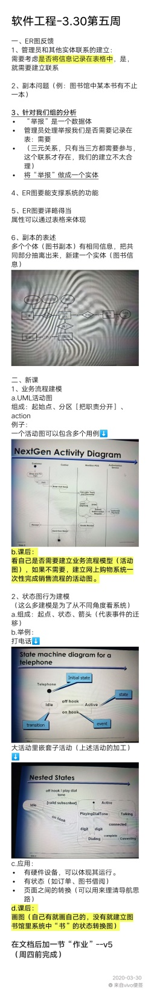 软件工程-3.30第五周
一、ER图反馈
1、管理员和其他实体联系的建立：
需要考虑是否将信息记录在表格中，是，
就需要建立联系
2、副本问题（例：图书馆中某本书有不止
一本）
3、针对我们组的分析
• “举报”是一个数据体
• 管理员处理举报我们是否需要记录在
表：需要
• （三元关系，只有当三方都需要参与，
这个联系才存在，我们的建立不太合
理）
• 将“举报”做成一个实体
4、ER图要能支撑系统的功能
5、ER图要详略得当
属性可以通过表格来体现
6、副本的表述
多个个体（图书副本）有相同信息，把共
同部分抽离出来，新建一个实体（图书信
息）
二、新课
1、业务流程建模
a.UML活动图
组成：起始点、分区［把职责分开］、
action
例子：
一个活动图可以包含多个用例⬇️
NextGen Activity Diagram
Customer
Cashier
NextGen POS
b.课后：
看自己是否需要建立业务流程模型（活动
图），如果不需要，建立网上购物系统一
次性完成销售流程的活动图。
2、状态图行为建模
（这么多建模是为了从不同角度看系统）
a.组成：起点、状态、箭头（代表事件的迁
移）
b.举例：
打电话⬇️
State machine diagram for a
telephone
Initial state
Telephone
state
off hook
Idle
Active
on hook
transition
event
大活动里嵌套子活动（上述活动的加工）
⬇️
Nested States
off hook / play dial
tone
Idle
[valid subscriber]
Active
on hook
PlayingDialTone
Talking
digit
digit
connected
Dialing
complete
Connecting
c.应用：
• 有硬件设备，可以体现其运行。
• 有状态（如订单、图书借阅）
• 页面之间的转换（可以用来理清导航思
路）
d.课后：
画图（自己有就画自己的，没有就建立图
书馆里系统中“书”的状态转换图）
在文档后加一节“作业”--v5
（周四前完成）
2020-03-30
来自vivo便签